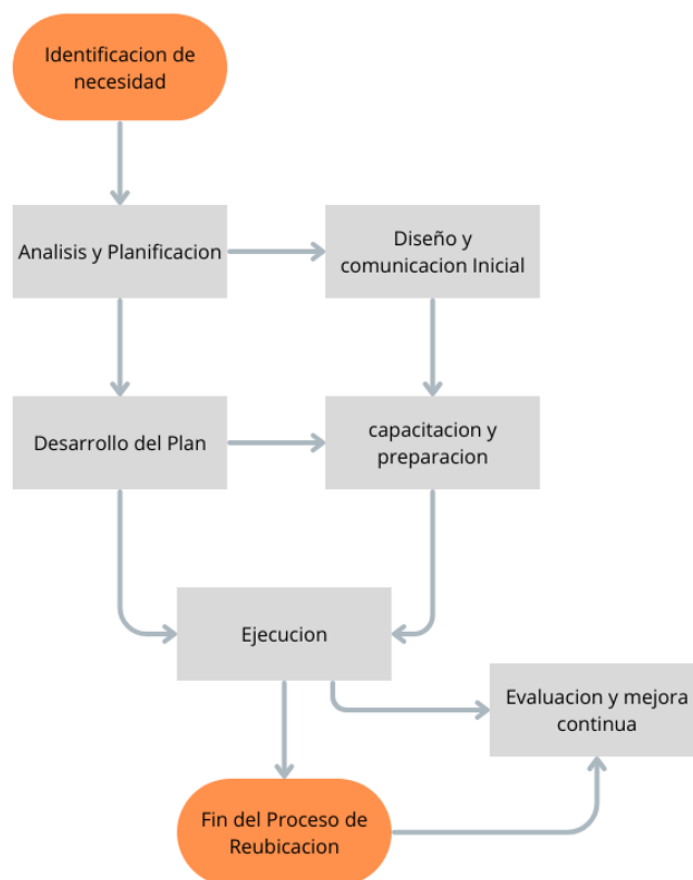 Identificacion de
necesidad
Analisis y Planificacion
Diseño y
comunicacion Inicial
Desarrollo del Plan
capacitacion y
preparacion
Ejecucion
Evaluacion y mejora
continua
Fin del Proceso de
Reubicacion